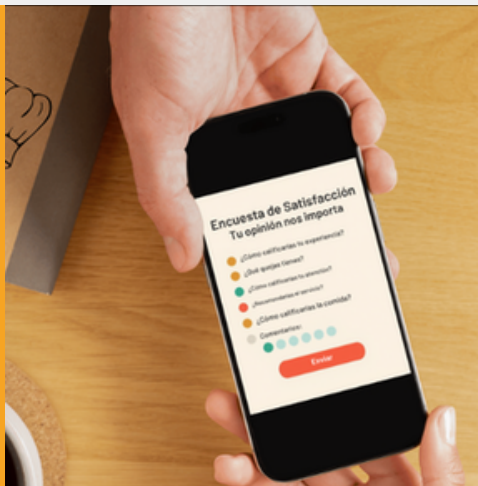 Encuesta de Satisfacción
Tu opinión nos importa
¿Cómo calificarías tu experiencia?
¿Qué quejas tienes?
¿Cómo calificarías tu atención?
¿Recomendarías el servicio?
¿Cómo calificarías la comida?
Comentarios:
Enviar